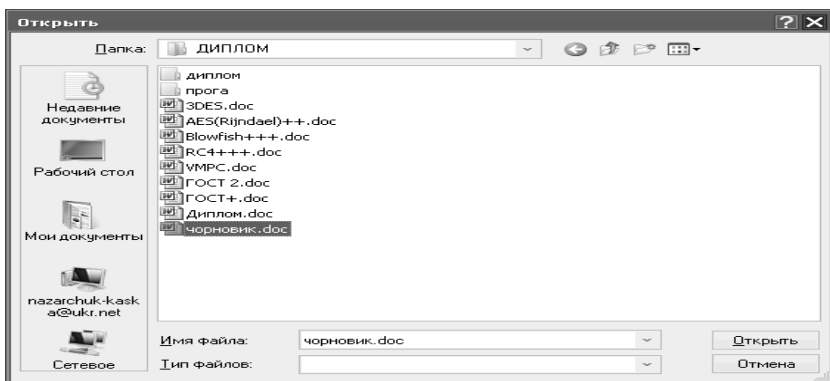 Открыть
Папка: ДИПЛОМ
Недавние
документы
Рабочий стол
Мои документы
nazarchuk-kask
a@ukr.net
Сетевое
диплом
прога
3DES.doc
AES(Rijndael)++.doc
Blowfish+++.doc
RC4+++.doc
VMPC.doc
ГОСТ 2.doc
ГОСТ+.doc
Диплом.doc
чорновик.doc
Имя файла: чорновик.doc Открыть
Тип файлов: Отмена